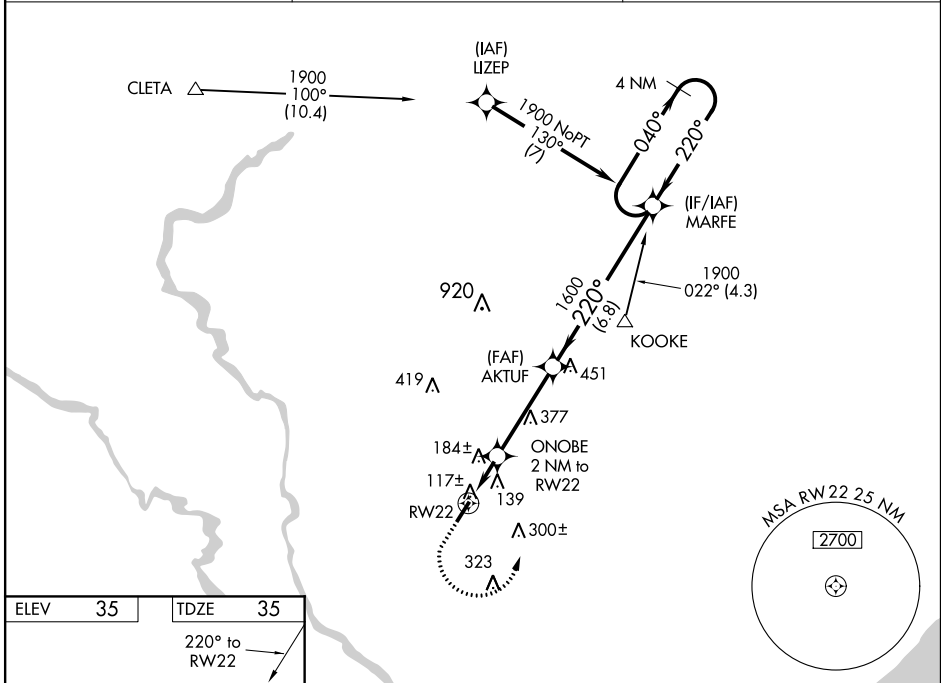 (IAF)
LIZEP
CLETA
1900
100°
(10.4)
4 NM
1900 NoPT
130°
(7)
040°
220°
(IF/IAF)
MARFE
1900
022° (4.3)
KOOKE
920
1600
220°
(6.8)
(FAF)
AKTUF
451
419
377
184±
ONOBE
2 NM to
RW22
117±
139
RW22
300±
323
MSA RW22 25 NM
2700
ELEV 35
TDZE 35
220° to
RW22